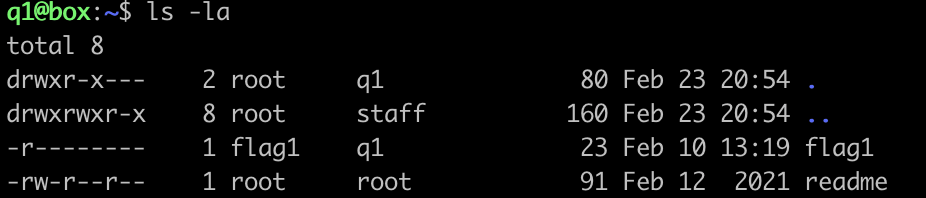 q1@box:~$ ls -la
total 8
drwxr-x---    2 root     q1              80 Feb 23 20:54 .
drwxrwxr-x    8 root     staff          160 Feb 23 20:54 ..
-r--------    1 flag1    q1              23 Feb 10 13:19 flag1
-rw-r--r--    1 root     root            91 Feb 12  2021 readme